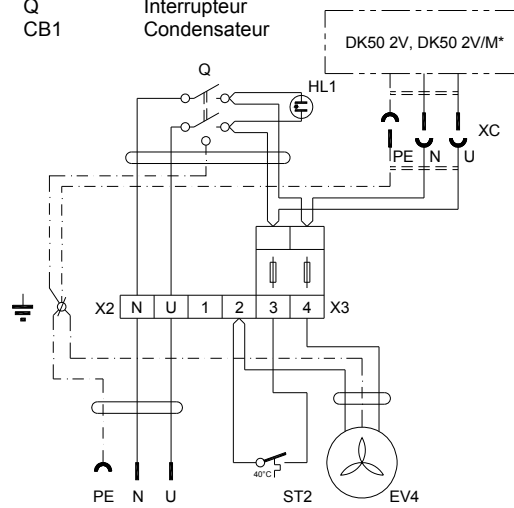 Q Interrupteur
CB1 Condensateur
DK50 2V, DK50 2V/M*
Q
HL1
XC
PE N U
X2 N U 1 2 3 4 X3
40°C
PE N U ST2 EV4